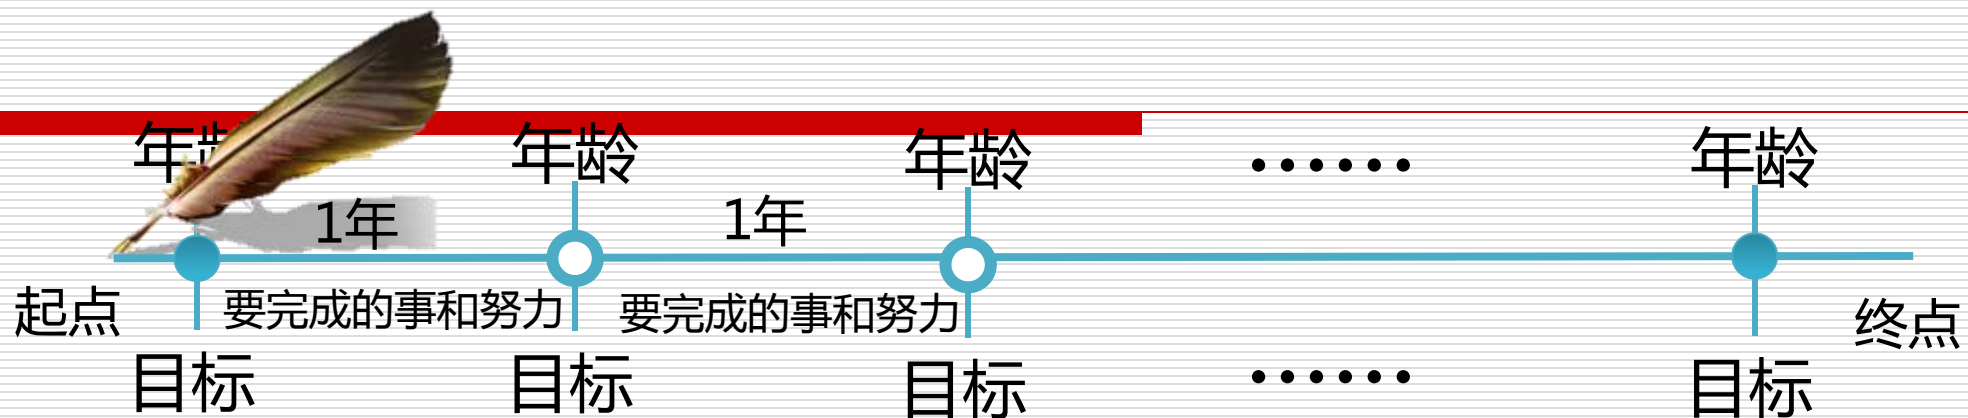 年龄 年龄 年龄 …… 年龄
1年 1年
起点 要完成的事和努力 要完成的事和努力 终点
目标 目标 目标 …… 目标